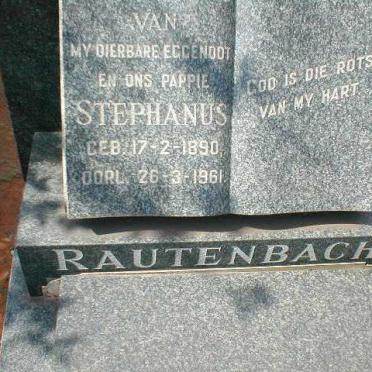 VAN
MY DIERBARE EGGENOOT
EN ONS PAPPIE
STEPHANUS
GEB. 17-2-1890
OORL. 26-3-1961
GOD IS DIE ROTS
VAN MY HART
RAUTENBACH